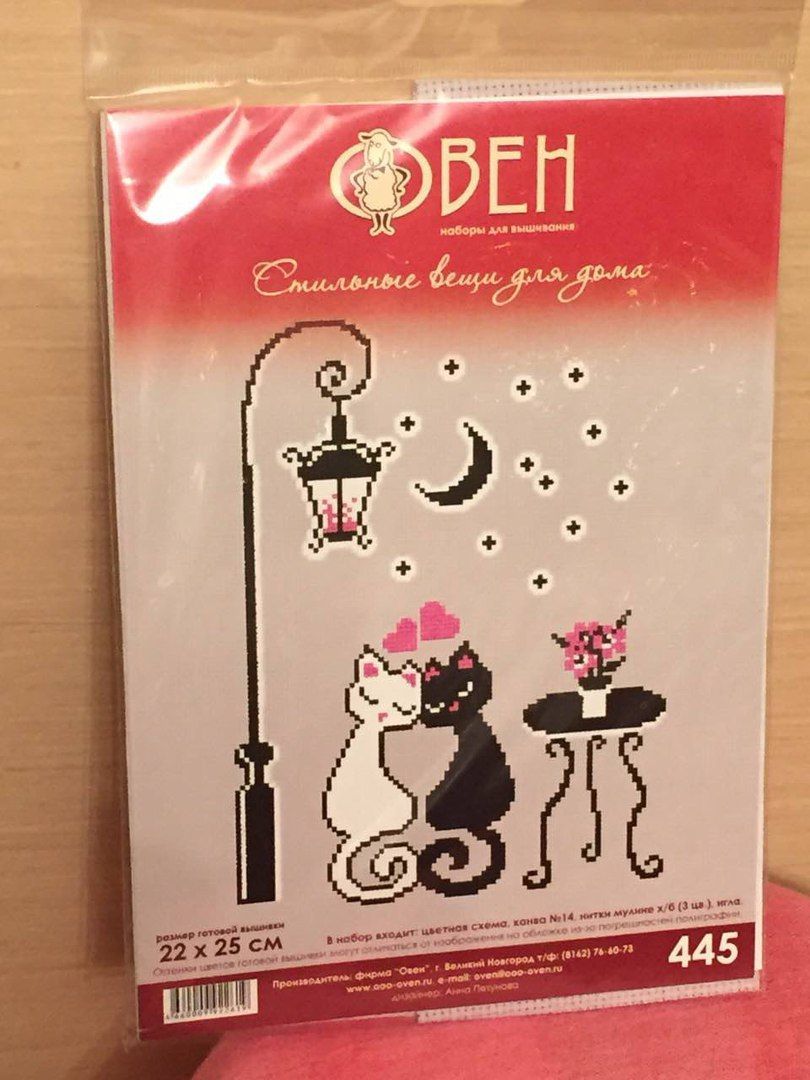 ОВЕН
наборы для вышивания
Стильные вещи для дома
размер готовой вышивки
22 х 25 см
В набор входит: цветная схема, канва №14, нитки мулине х/б (3 цв.), игла.
Оттенки цветов готовой вышивки могут отличаться от изображения на обложке из-за погрешностей полиграфии.
Производитель: фирма "Овен", г. Великий Новгород т/ф: (8162) 76-60-73
www.ooo-oven.ru, e-mail: oven@ooo-oven.ru
дизайнер: Анна
445